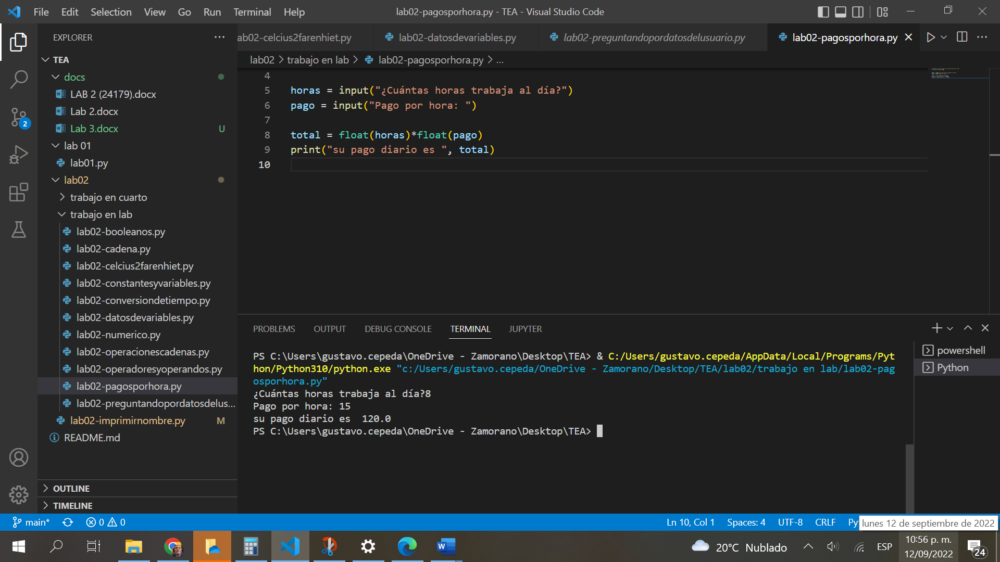 File Edit Selection View Go Run Terminal Help
lab02-pagosporhora.py - TEA - Visual Studio Code
EXPLORER
TEA
docs
LAB 2 (24179).docx
Lab 2.docx
Lab 3.docx U
lab 01
lab01.py
lab02
trabajo en cuarto
trabajo en lab
lab02-booleanos.py
lab02-cadena.py
lab02-celcius2farenhiet.py
lab02-constantesyvariables.py
lab02-conversiondetiempo.py
lab02-datosdevariables.py
lab02-numerico.py
lab02-operacionescadenas.py
lab02-operadoresyoperandos.py
lab02-pagosporhora.py
lab02-preguntandopordatosdelus...
lab02-imprimirnombre.py M
README.md
OUTLINE
TIMELINE
2
ab02-celcius2farenhiet.py lab02-datosdevariables.py lab02-preguntandopordatosdelusuario.py lab02-pagosporhora.py
lab02 > trabajo en lab > lab02-pagosporhora.py > ...
4
5 horas = input("¿Cuántas horas trabaja al día?")
6 pago = input("Pago por hora: ")
7
8 total = float(horas)*float(pago)
9 print("su pago diario es ", total)
10
PROBLEMS OUTPUT DEBUG CONSOLE TERMINAL JUPYTER
PS C:\Users\gustavo.cepeda\OneDrive - Zamorano\Desktop\TEA> & C:/Users/gustavo.cepeda/AppData/Local/Programs/Pyt
hon/Python310/python.exe "c:/Users/gustavo.cepeda/OneDrive - Zamorano/Desktop/TEA/lab02/trabajo en lab/lab02-pag
osporhora.py"
¿Cuántas horas trabaja al día?8
Pago por hora: 15
su pago diario es  120.0
PS C:\Users\gustavo.cepeda\OneDrive - Zamorano\Desktop\TEA>
powershell
Python
main* 0 0 Ln 10, Col 1 Spaces: 4 UTF-8 CRLF Py
lunes 12 de septiembre de 2022
20°C Nublado ESP
10:56 p. m.
12/09/2022
24